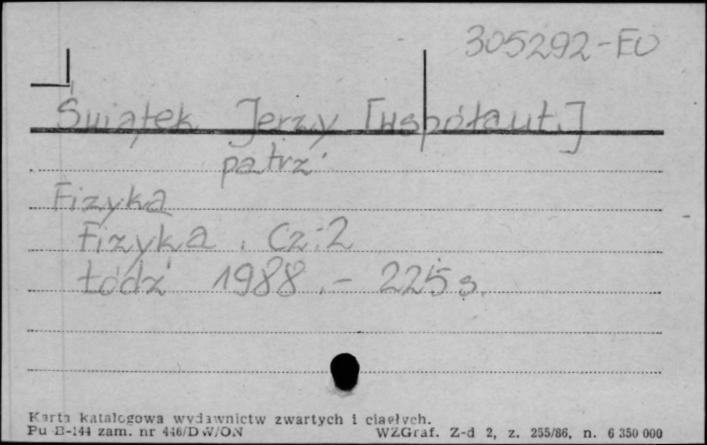 305292-EU
Świątek Jerzy [współaut.]
patrz
Fizyka
Fizyka. Cz. 2
Łódź 1988. - 225 s.
Karta katalogowa wydawnictw zwartych i ciągłych.
Pu B-144 zam. nr 446/DW/ON WZGraf. Z-d 2, z. 255/86, n. 6 350 000